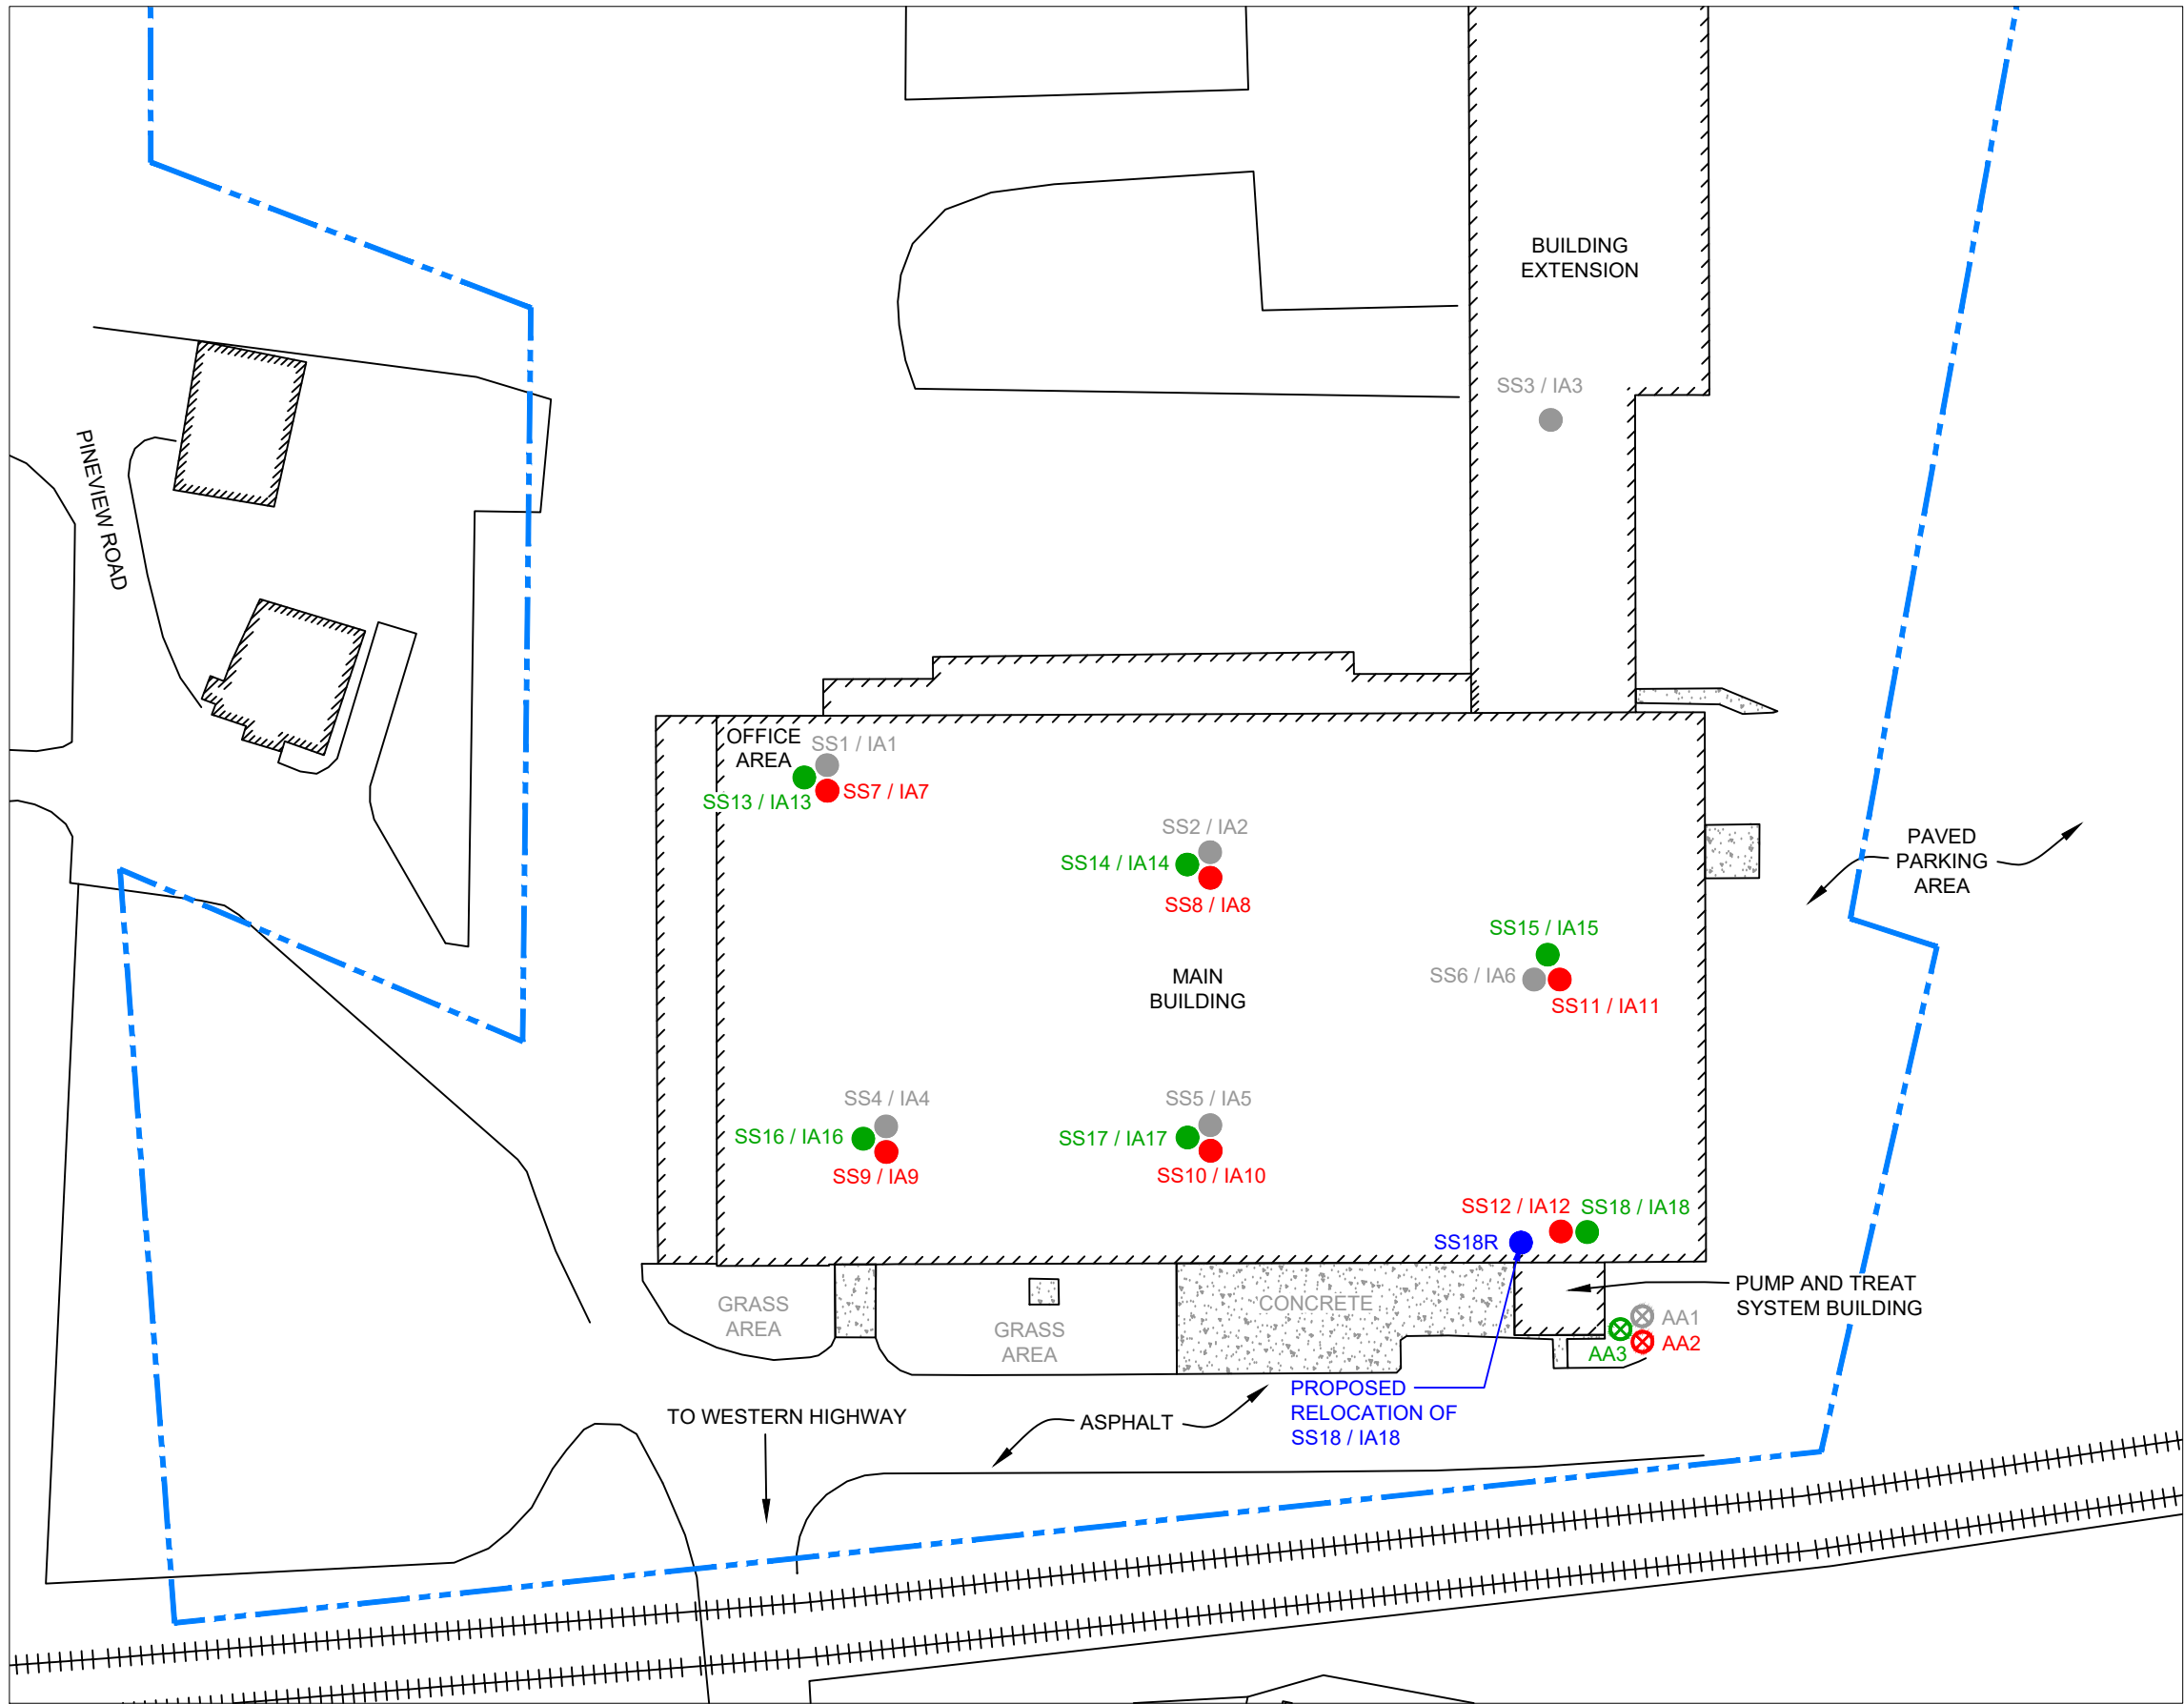 BUILDING
EXTENSION
SS3 / IA3
PINEVIEW ROAD
OFFICE
AREA
SS1 / IA1
SS7 / IA7
SS13 / IA13
SS2 / IA2
SS14 / IA14
SS8 / IA8
PAVED
PARKING
AREA
SS15 / IA15
SS6 / IA6
SS11 / IA11
MAIN
BUILDING
SS4 / IA4
SS16 / IA16
SS9 / IA9
SS5 / IA5
SS17 / IA17
SS10 / IA10
SS12 / IA12
SS18 / IA18
SS18R
PUMP AND TREAT
SYSTEM BUILDING
GRASS
AREA
GRASS
AREA
CONCRETE
AA1
AA2
AA3
PROPOSED
RELOCATION OF
SS18 / IA18
TO WESTERN HIGHWAY
ASPHALT